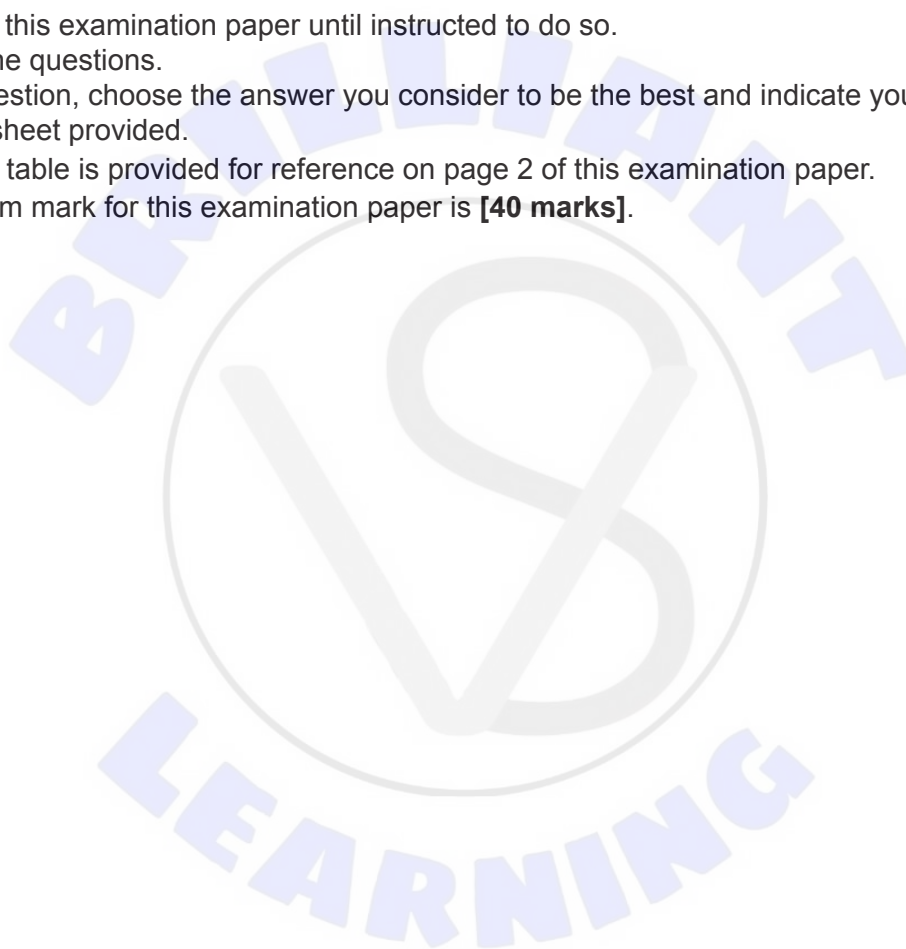 this examination paper until instructed to do so.
ne questions.
estion, choose the answer you consider to be the best and indicate you
sheet provided.
table is provided for reference on page 2 of this examination paper.
m mark for this examination paper is [40 marks].
BRILLIANT
VS
LEARNING